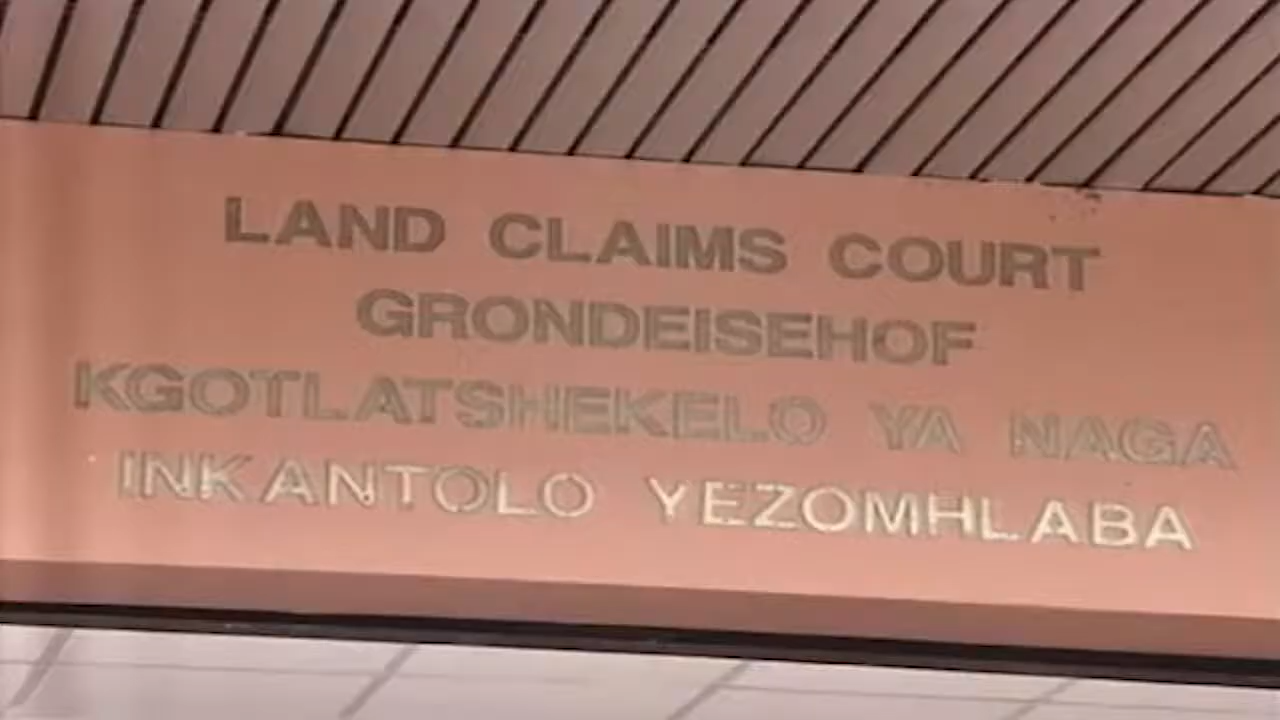 LAND CLAIMS COURT
GRONDEISEHOF
KGOTLATSHEKELO YA NAGA
INKANTOLO YEZOMHLABA